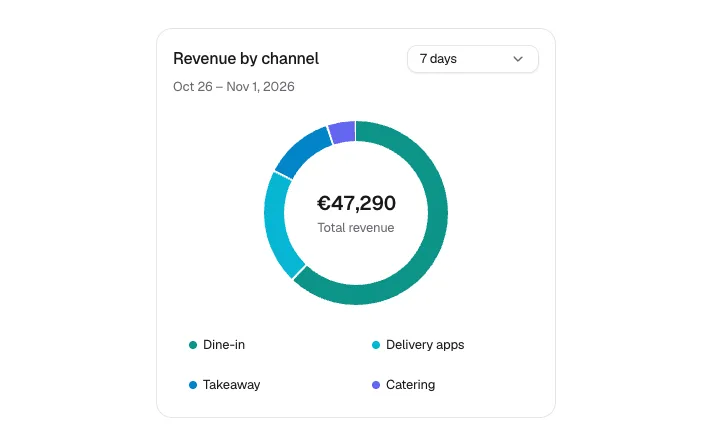 Revenue by channel
7 days
Oct 26 – Nov 1, 2026
€47,290
Total revenue
Dine-in
Delivery apps
Takeaway
Catering